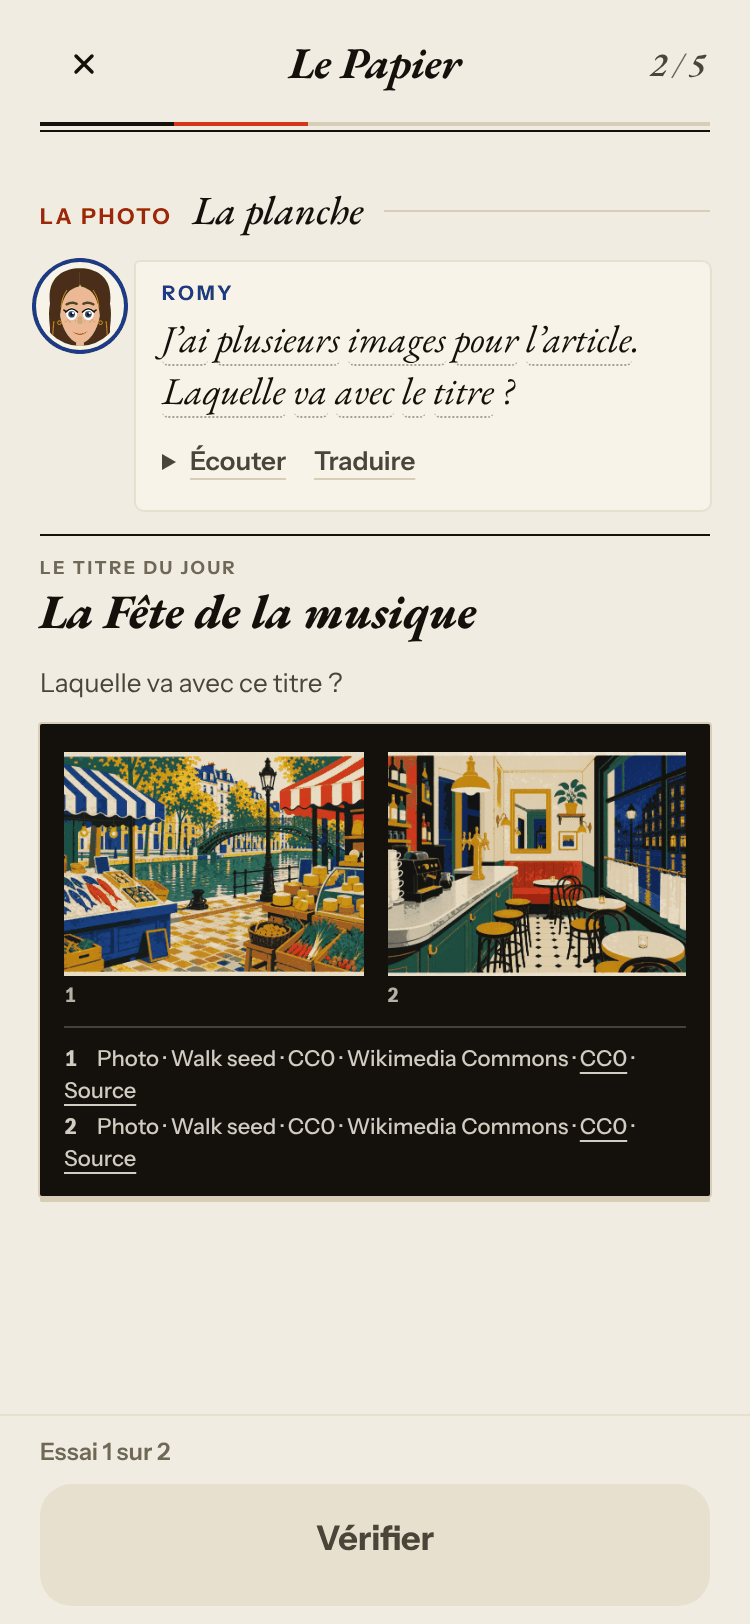 Le Papier
2 / 5
LA PHOTO La planche
ROMY
J’ai plusieurs images pour l’article.
Laquelle va avec le titre ?
Écouter Traduire
LE TITRE DU JOUR
La Fête de la musique
Laquelle va avec ce titre ?
1 2
1 Photo · Walk seed · CC0 · Wikimedia Commons · CC0 ·
Source
2 Photo · Walk seed · CC0 · Wikimedia Commons · CC0 ·
Source
Essai 1 sur 2
Vérifier